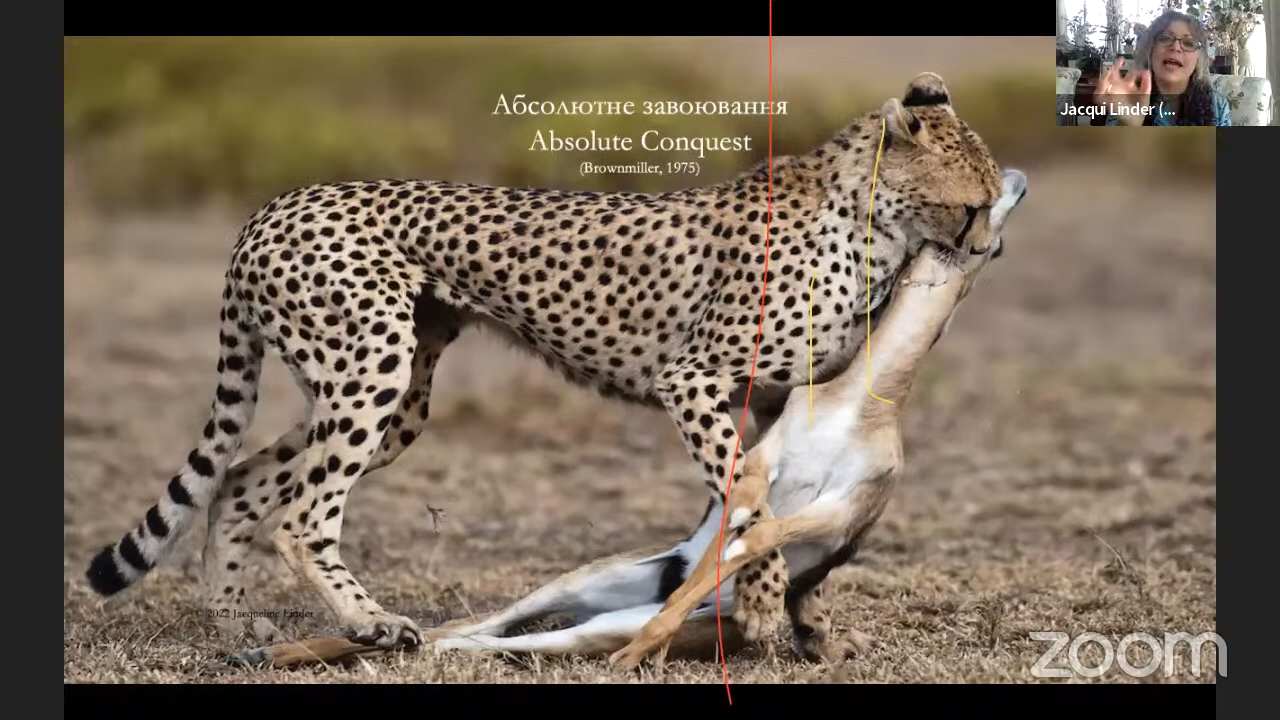 Абсолютне завоювання
Absolute Conquest
(Brownmiller, 1975)
Jacqui Linder (...
© 2022 Jacqueline Linder
zoom